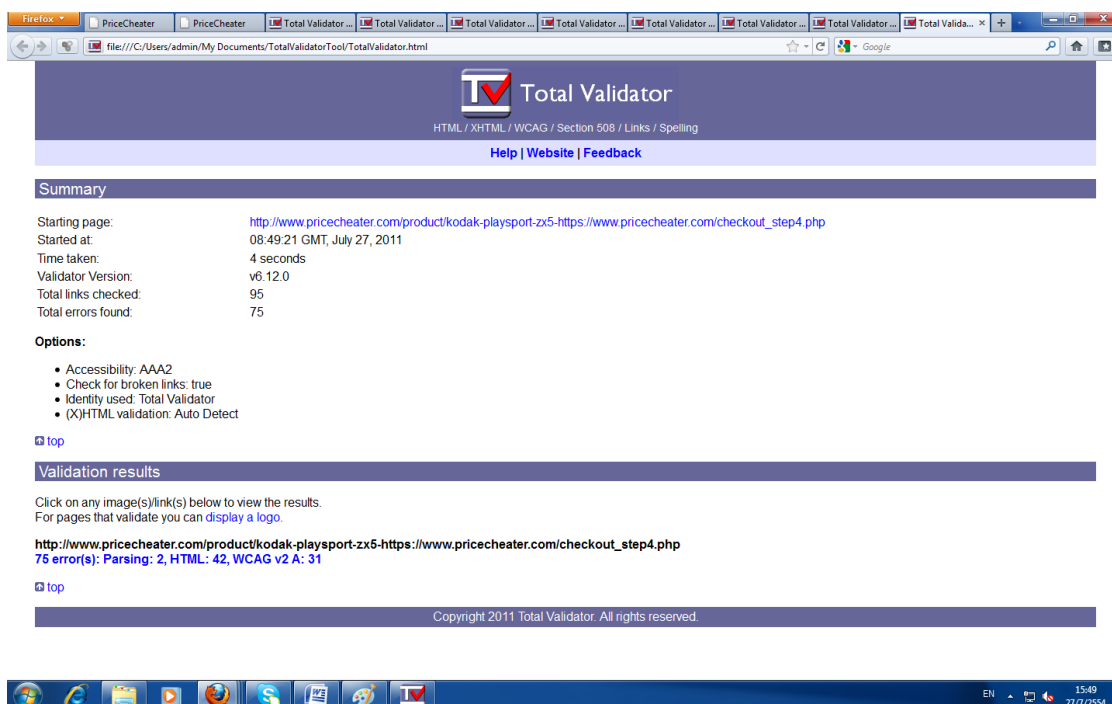 Firefox
PriceCheater
PriceCheater
Total Validator ...
Total Validator ...
Total Validator ...
Total Validator ...
Total Validator ...
Total Validator ...
Total Validator ...
Total Valida...
file:///C:/Users/admin/My Documents/TotalValidatorTool/TotalValidator.html
Google
Total Validator
HTML / XHTML / WCAG / Section 508 / Links / Spelling
Help | Website | Feedback
Summary
Starting page: http://www.pricecheater.com/product/kodak-playsport-zx5-https://www.pricecheater.com/checkout_step4.php
Started at: 08:49:21 GMT, July 27, 2011
Time taken: 4 seconds
Validator Version: v6.12.0
Total links checked: 95
Total errors found: 75
Options:
Accessibility: AAA2
Check for broken links: true
Identity used: Total Validator
(X)HTML validation: Auto Detect
top
Validation results
Click on any image(s)/link(s) below to view the results.
For pages that validate you can display a logo.
http://www.pricecheater.com/product/kodak-playsport-zx5-https://www.pricecheater.com/checkout_step4.php
75 error(s): Parsing: 2, HTML: 42, WCAG v2 A: 31
top
Copyright 2011 Total Validator. All rights reserved.
EN
15:49
27/7/2554